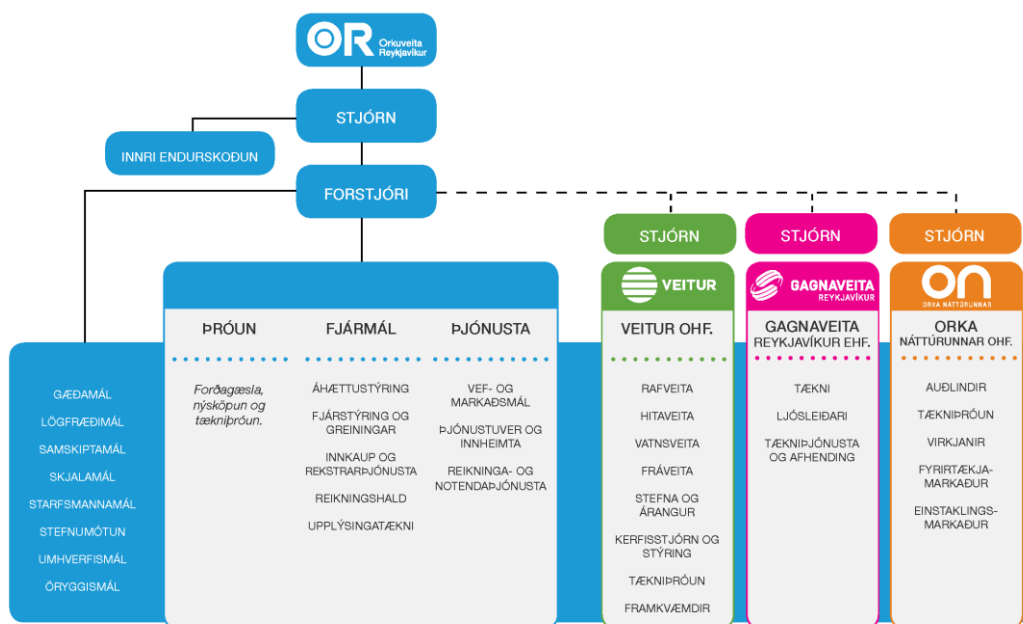 OR Orkuveita
Reykjavíkur
STJÓRN
INNRI ENDURSKOÐUN
FORSTJÓRI
STJÓRN
STJÓRN
STJÓRN
VEITUR
GAGNAVEITA
REYKJAVÍKUR
ON
ORKA NÁTTÚRUNNAR
GÆÐAMÁL
LÖGFRÆÐIMÁL
SAMSKIPTAMÁL
SKJALAMÁL
STARFSMANNAMÁL
STEFNUMÓTUN
UMHVERFISMÁL
ÖRYGGISMÁL
ÞRÓUN
Forðagæsla,
nýsköpun og
tækniþróun.
FJÁRMÁL
ÁHÆTTUSTÝRING
FJÁRSTÝRING OG
GREININGAR
INNKAUP OG
REKSTRARÞJÓNUSTA
REIKNINGSHALD
UPPLÝSINGATÆKNI
ÞJÓNUSTA
VEF- OG
MARKAÐSMÁL
ÞJÓNUSTUVER OG
INNHEIMTA
REIKNINGA- OG
NOTENDAÞJÓNUSTA
VEITUR OHF.
RAFVEITA
HITAVEITA
VATNSVEITA
FRÁVEITA
STEFNA OG
ÁRANGUR
KERFISSTJÓRN OG
STÝRING
TÆKNIÞRÓUN
FRAMKVÆMDIR
GAGNAVEITA
REYKJAVÍKUR EHF.
TÆKNI
LJÓSLEIÐARI
TÆKNIÞJÓNUSTA
OG AFHENDING
ORKA
NÁTTÚRUNNAR OHF.
AUÐLINDIR
TÆKNIÞRÓUN
VIRKJANIR
FYRIRTÆKJA-
MARKAÐUR
EINSTAKLINGS-
MARKAÐUR